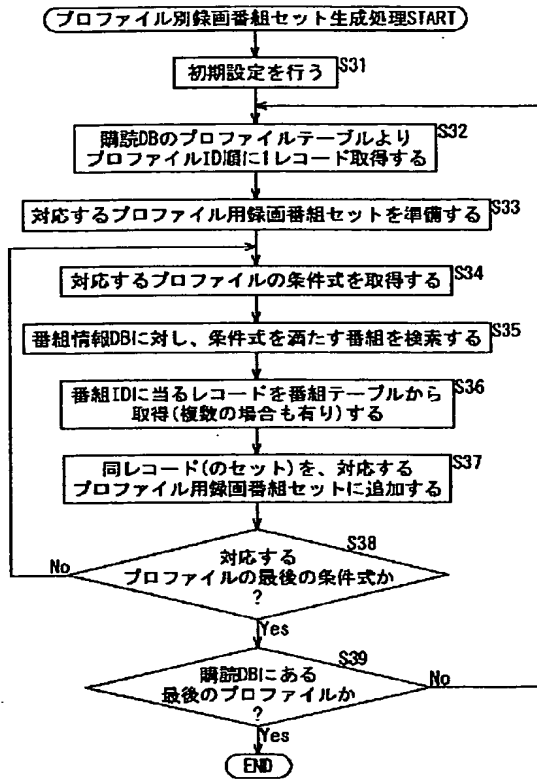 プロファイル別録画番組セット生成処理START
初期設定を行う
S31
購読DBのプロファイルテーブルより
プロファイルID順に1レコード取得する
S32
対応するプロファイル用録画番組セットを準備する
S33
対応するプロファイルの条件式を取得する
S34
番組情報DBに対し、条件式を満たす番組を検索する
S35
番組IDに当るレコードを番組テーブルから
取得(複数の場合も有り)する
S36
同レコード(のセット)を、対応する
プロファイル用録画番組セットに追加する
S37
対応する
プロファイルの最後の条件式か
?
S38
No
Yes
購読DBにある
最後のプロファイルか
?
S39
No
Yes
END